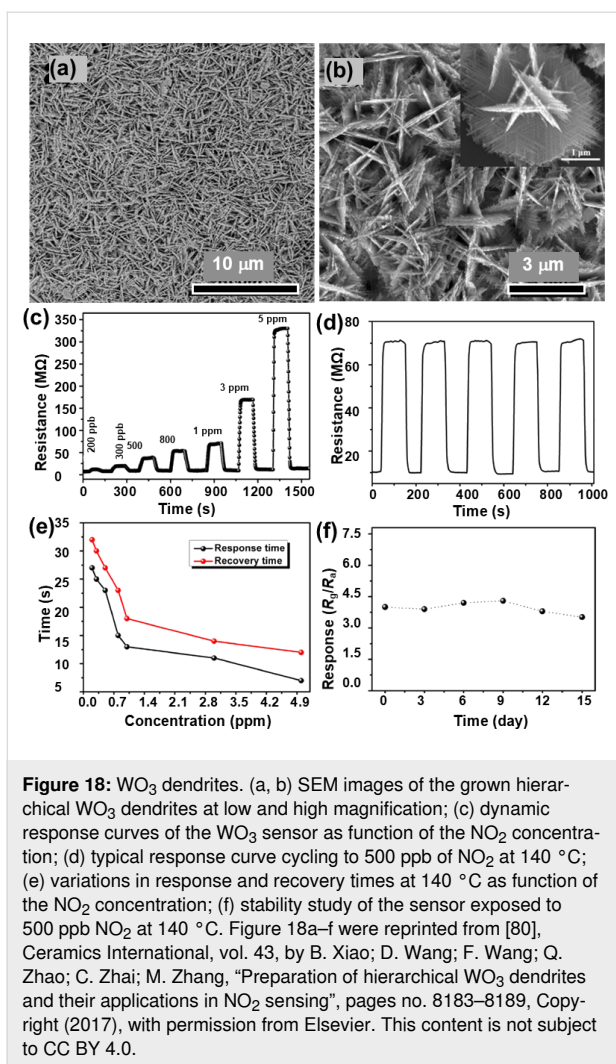 (a)
(b)
1 μm
10 μm
3 μm
(c)
350
300
250
200
150
100
50
0
Resistance (MΩ)
200 ppb
300 ppb
500
800
1 ppm
3 ppm
5 ppm
0 300 600 900 1200 1500
Time (s)
(d)
80
60
40
20
0
Resistance (MΩ)
0 200 400 600 800 1000
Time (s)
(e)
35
30
25
20
15
10
5
Time (s)
Response time
Recovery time
0.0 0.7 1.4 2.1 2.8 3.5 4.2 4.9
Concentration (ppm)
(f)
7.5
6.0
4.5
3.0
1.5
0.0
Response (Rg/Ra)
0 3 6 9 12 15
Time (day)
Figure 18: WO3 dendrites. (a, b) SEM images of the grown hierar-
chical WO3 dendrites at low and high magnification; (c) dynamic
response curves of the WO3 sensor as function of the NO2 concentra-
tion; (d) typical response curve cycling to 500 ppb of NO2 at 140 °C;
(e) variations in response and recovery times at 140 °C as function of
the NO2 concentration; (f) stability study of the sensor exposed to
500 ppb NO2 at 140 °C. Figure 18a–f were reprinted from [80],
Ceramics International, vol. 43, by B. Xiao; D. Wang; F. Wang; Q.
Zhao; C. Zhai; M. Zhang, “Preparation of hierarchical WO3 dendrites
and their applications in NO2 sensing”, pages no. 8183–8189, Copy-
right (2017), with permission from Elsevier. This content is not subject
to CC BY 4.0.